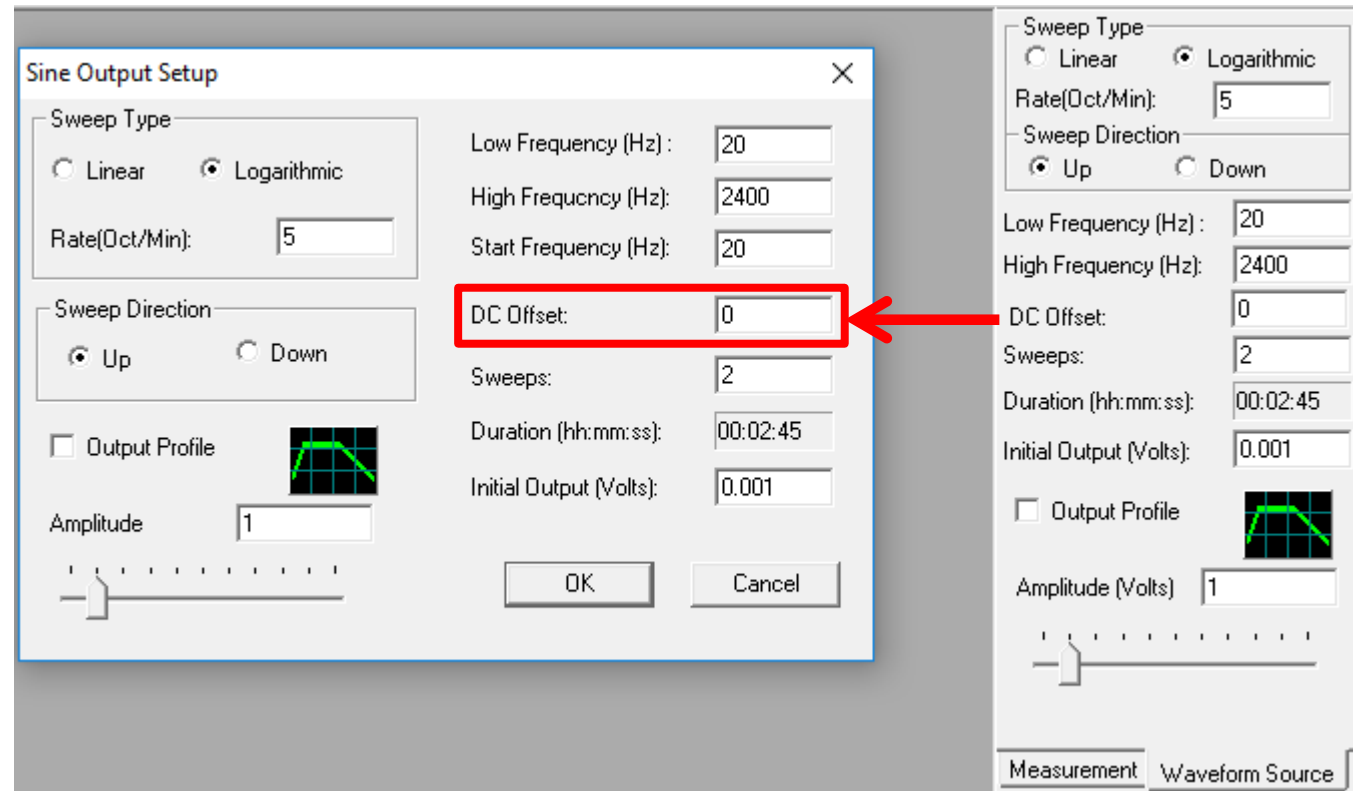 Sine Output Setup
Sweep Type
Linear Logarithmic
Rate(Oct/Min): 5
Sweep Direction
Up Down
Output Profile
Amplitude 1
Low Frequency (Hz) : 20
High Frequcncy (Hz): 2400
Start Frequency (Hz): 20
DC Offset: 0
Sweeps: 2
Duration (hh:mm:ss): 00:02:45
Initial Output (Volts): 0.001
OK Cancel
Sweep Type
Linear Logarithmic
Rate(Oct/Min): 5
Sweep Direction
Up Down
Low Frequency (Hz) : 20
High Frequency (Hz): 2400
DC Offset: 0
Sweeps: 2
Duration (hh:mm:ss): 00:02:45
Initial Output (Volts): 0.001
Output Profile
Amplitude (Volts) 1
Measurement Waveform Source